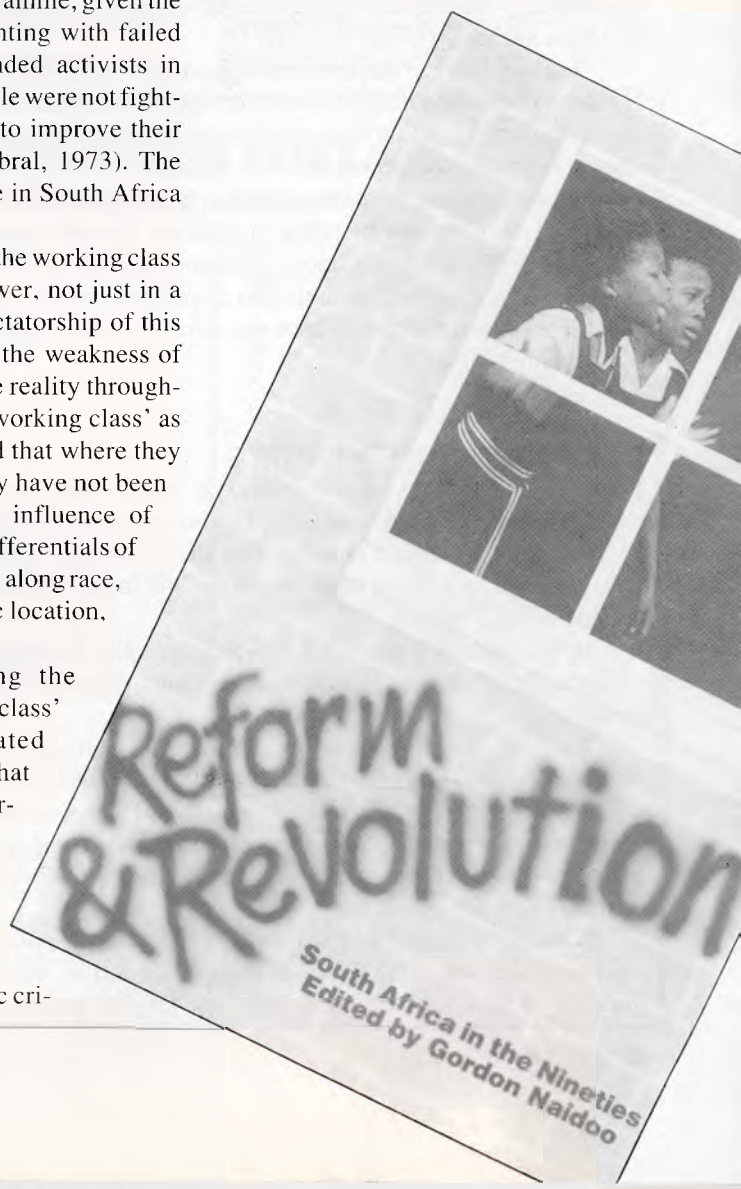 given the
nting with failed
nded activists in
le were not fight-
to improve their
bral, 1973). The
e in South Africa
he working class
wer, not just in a
ctatorship of this
the weakness of
e reality through-
working class' as
d that where they
y have not been
influence of
fferentials of
along race,
c location,
ng the
class'
ated
hat
r-
c cri-
Reform
& Revolution
South Africa in the Nineties
Edited by Gordon Naidoo